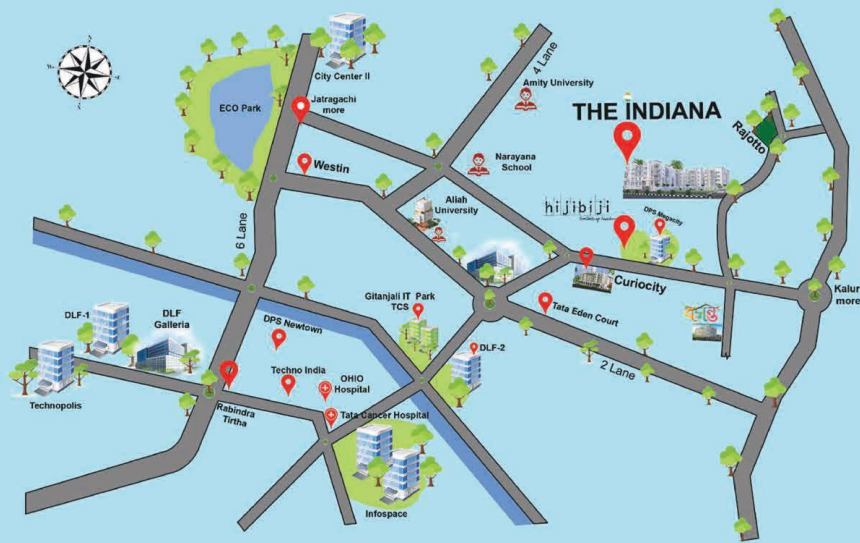 City Center II
ECO Park
Jatragachi
more
Westin
4 Lane
Amity University
THE INDIANA
Rajotto
Narayana
School
Aliah
University
hijibiji
DPS Megacity
6 Lane
Curiocity
Kalur
more
Gitanjali IT Park
TCS
Tata Eden Court
DLF-1
DLF
Galleria
DPS Newtown
DLF-2
2 Lane
Techno India
OHIO
Hospital
Technopolis
Rabindra
Tirtha
Tata Cancer Hospital
Infospace